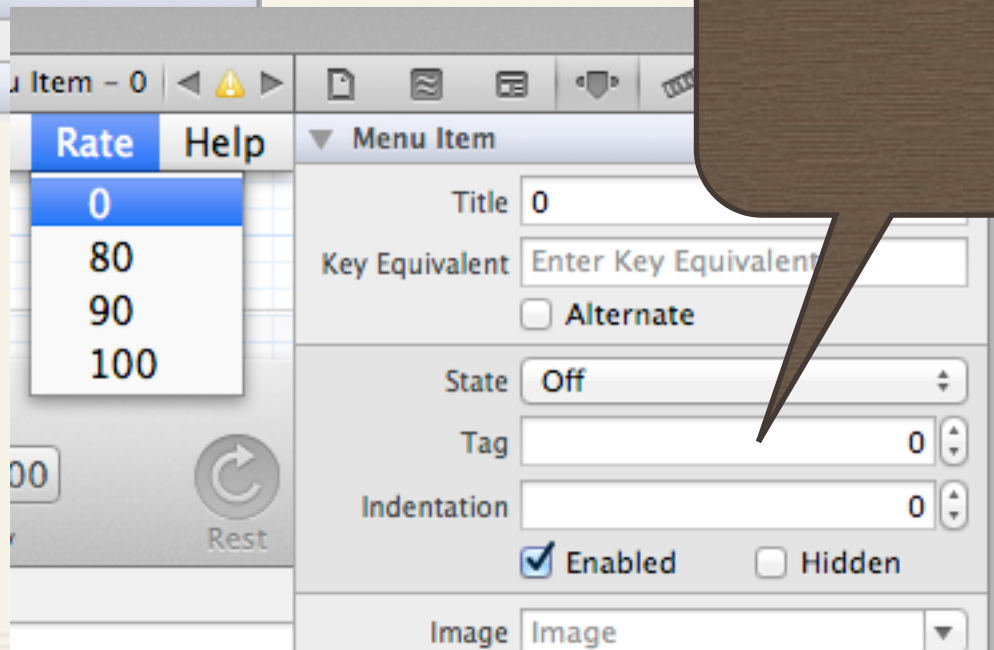 Item – 0
Rate Help
0
80
90
100
00
Rest
Menu Item
Title 0
Key Equivalent Enter Key Equivalent
Alternate
State Off
Tag 0
Indentation 0
Enabled Hidden
Image Image